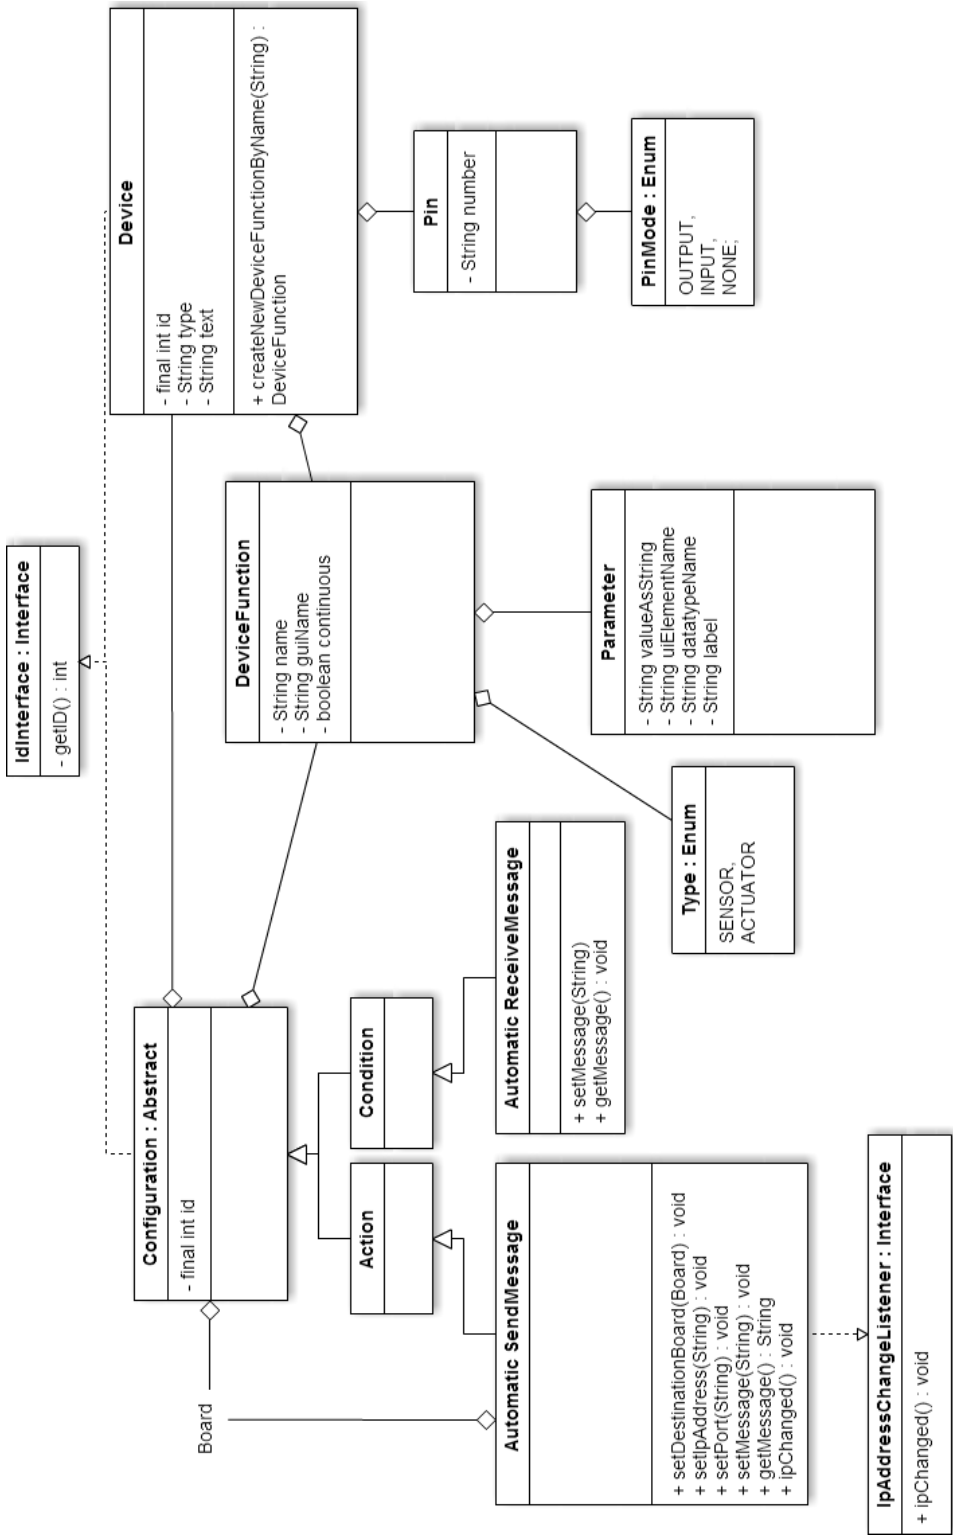 IdInterface : Interface
- getID() : int
Board
Configuration : Abstract
- final int id
Device
- final int id
- String type
- String text
+ createNewDeviceFunctionByName(String) :
DeviceFunction
DeviceFunction
- String name
- String guiName
- boolean continuous
Action
Condition
Pin
- String number
Automatic SendMessage
+ setDestinationBoard(Board) : void
+ setIpAddress(String) : void
+ setPort(String) : void
+ setMessage(String) : void
+ getMessage() : String
+ ipChanged() : void
Automatic ReceiveMessage
+ setMessage(String)
+ getMessage() : void
Type : Enum
SENSOR,
ACTUATOR
Parameter
- String valueAsString
- String uiElementName
- String datatypeName
- String label
PinMode : Enum
OUTPUT,
INPUT,
NONE;
IpAddressChangeListener : Interface
+ ipChanged() : void